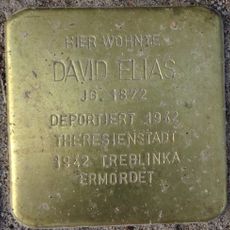 HIER WOHNTE
DAVID ELIAS
JG. 1872
DEPORTIERT 1942
THERESIENSTADT
1942 TREBLINKA
ERMORDET